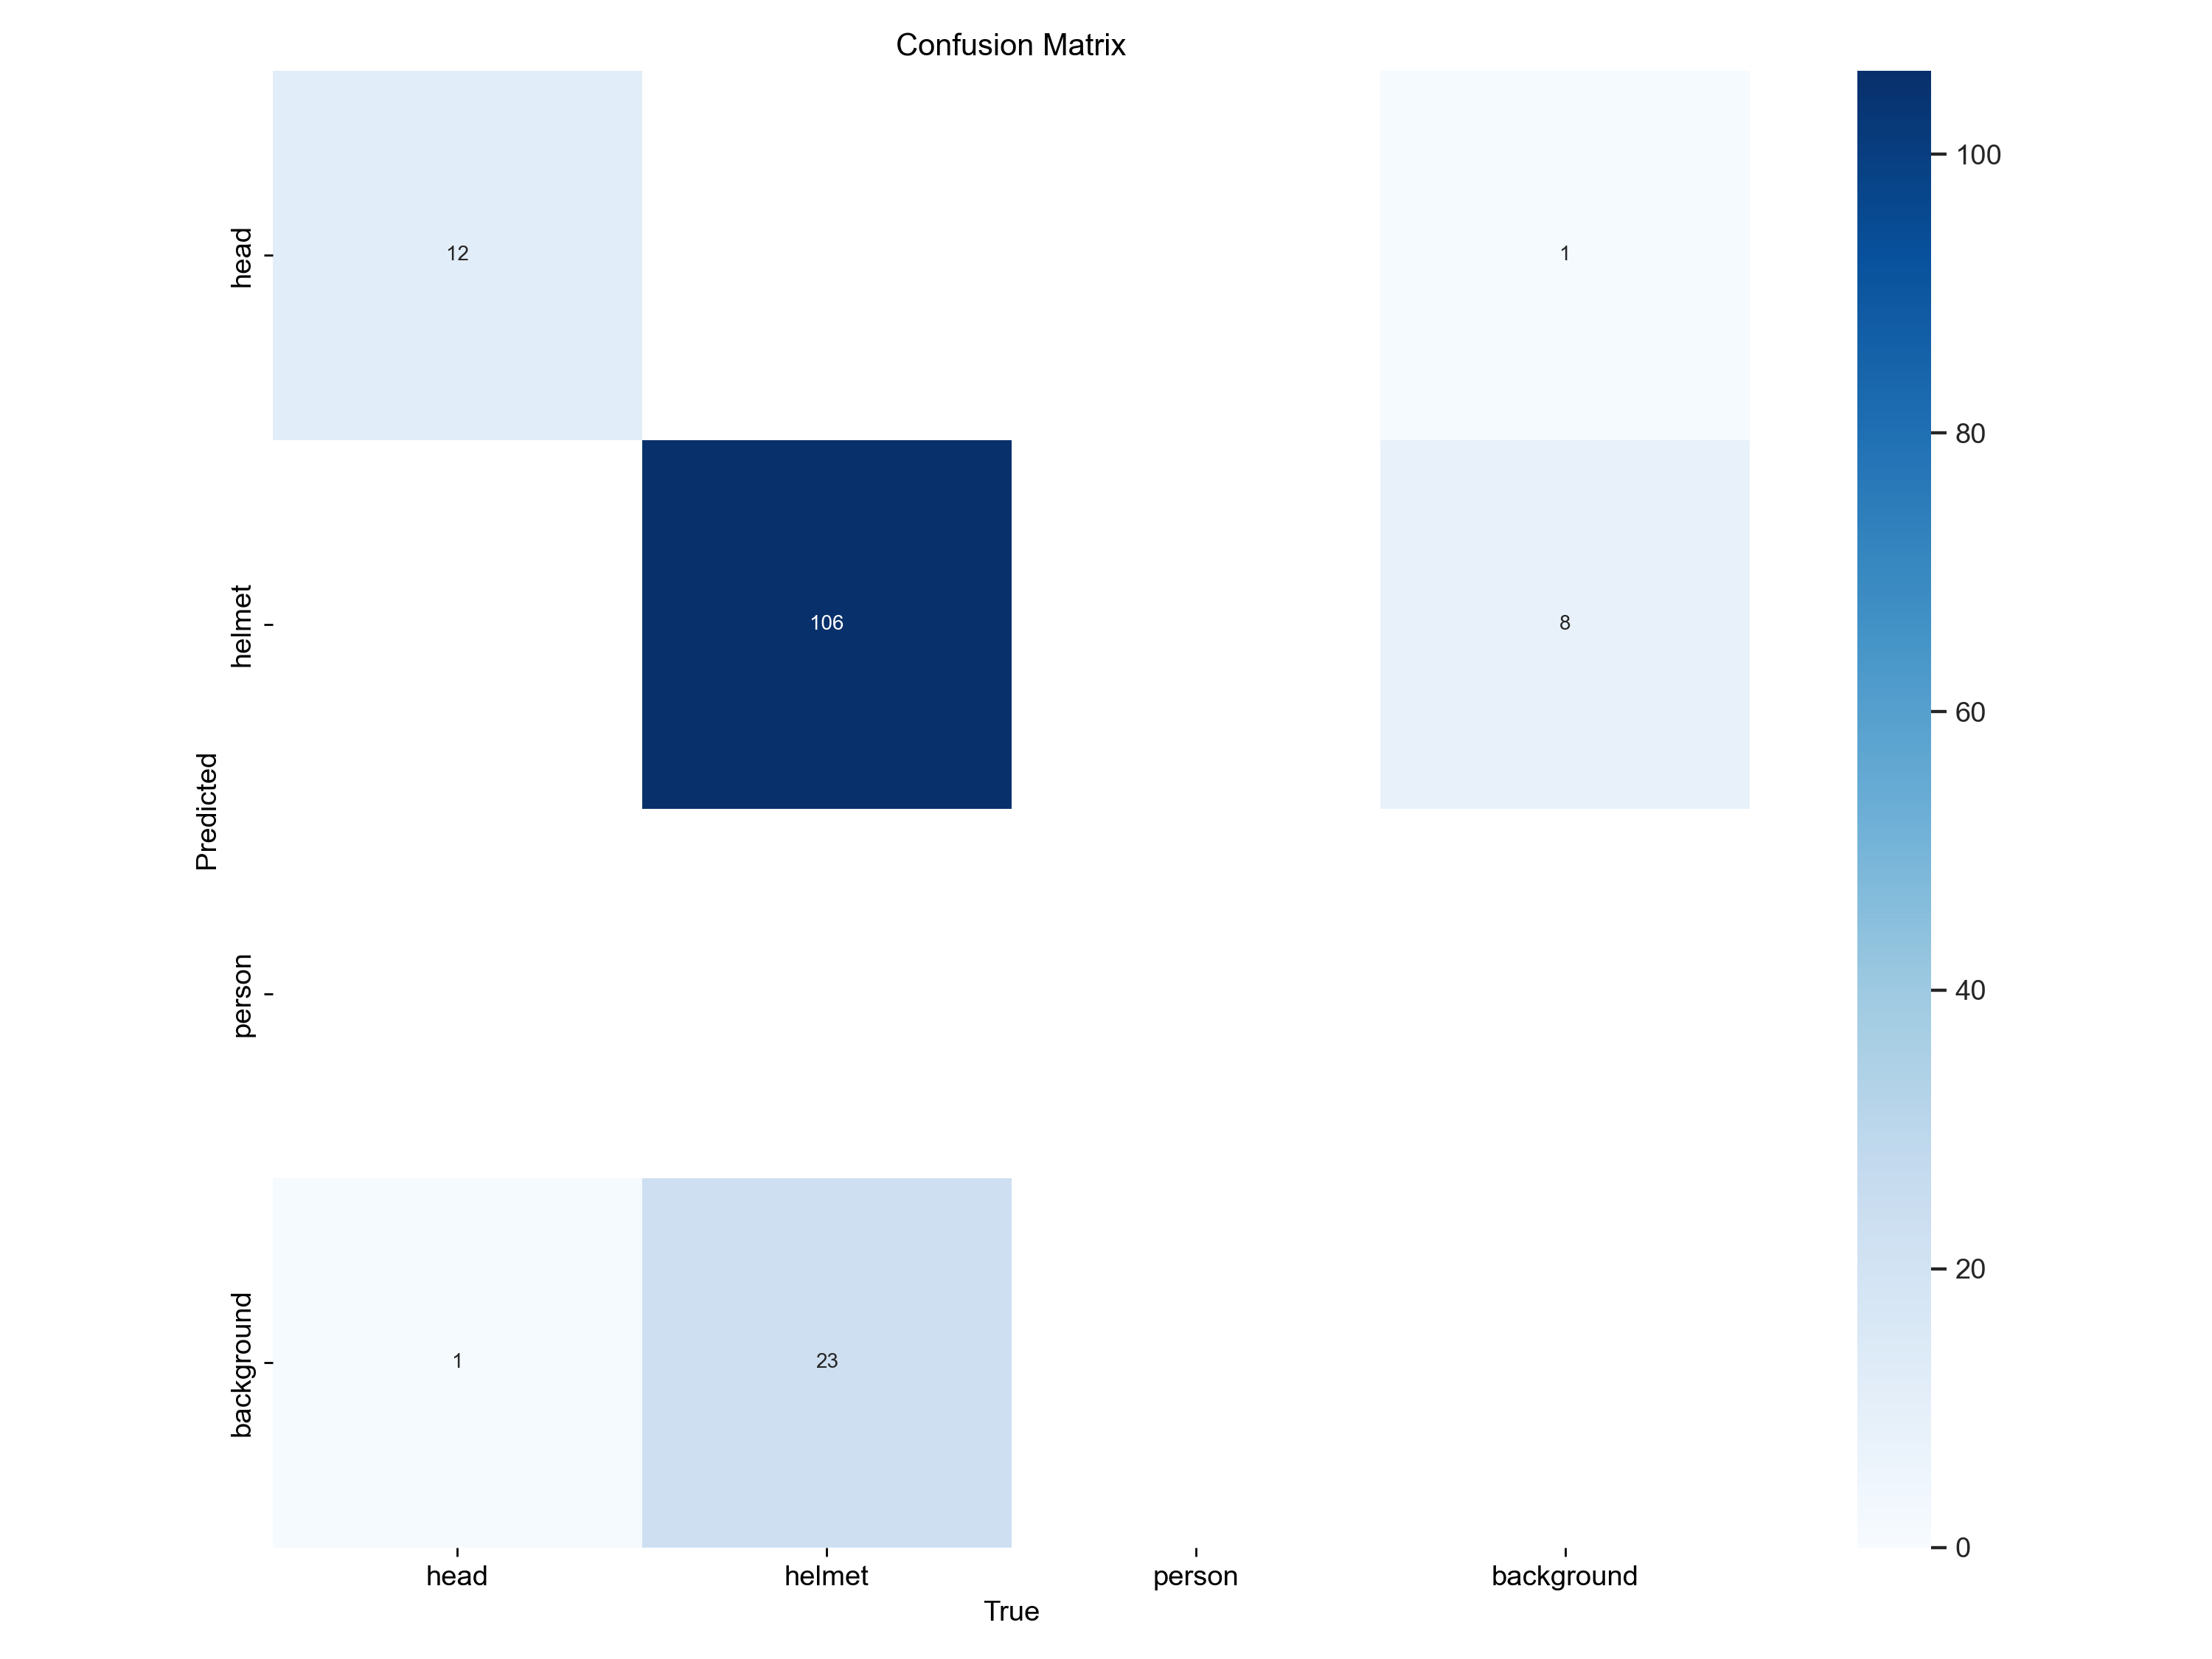 Confusion Matrix
head
12
1
100
80
helmet
106
8
60
Predicted
person
40
background
1
23
20
0
head
helmet
person
background
True